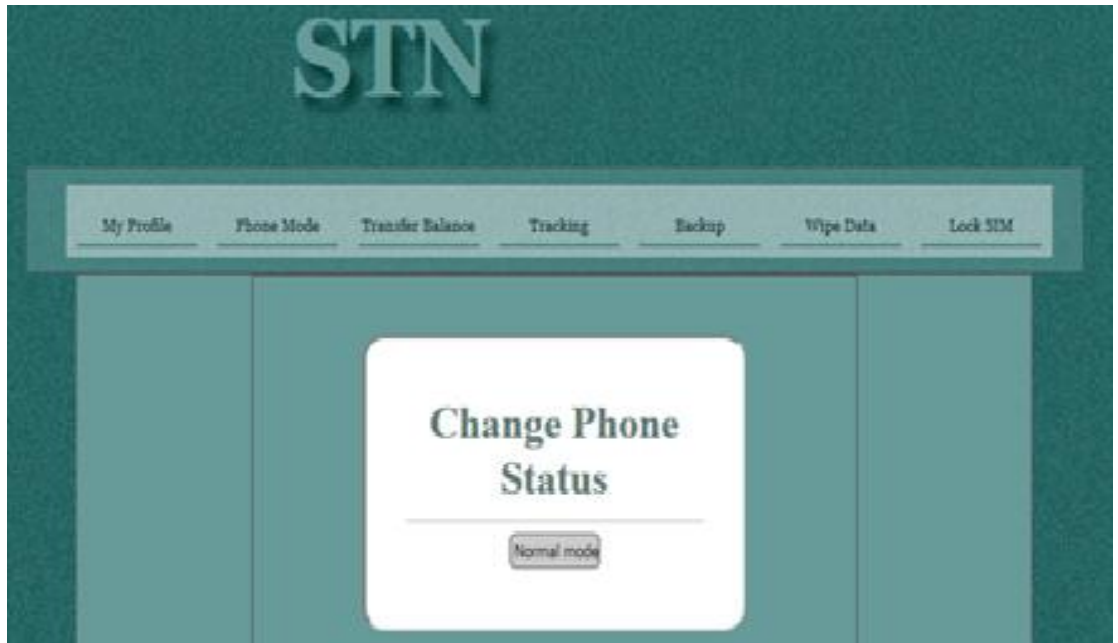 STN
My Profile Phone Mode Transfer Balance Tracking Backup Wipe Data Lock SIM
Change Phone
Status
Normal mode